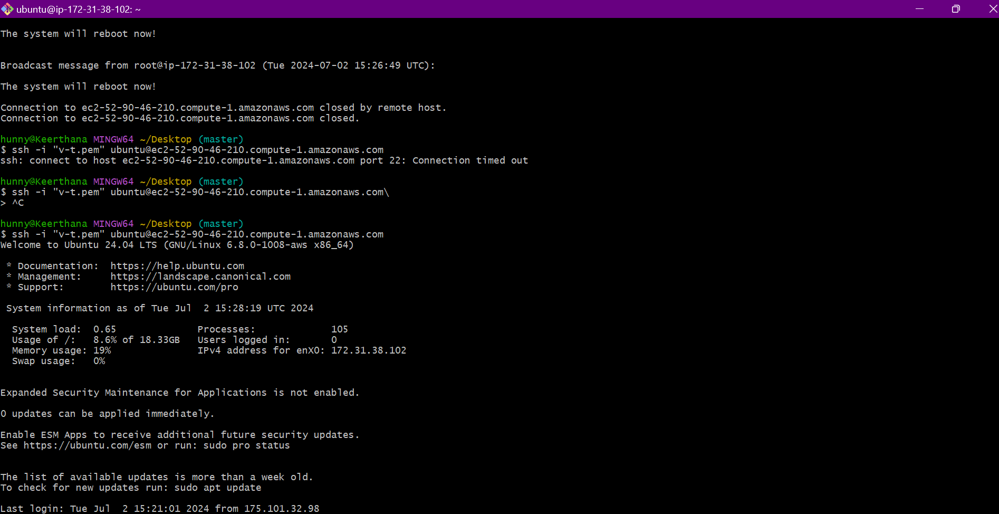 ubuntu@ip-172-31-38-102: ~
The system will reboot now!
Broadcast message from root@ip-172-31-38-102 (Tue 2024-07-02 15:26:49 UTC):
The system will reboot now!
Connection to ec2-52-90-46-210.compute-1.amazonaws.com closed by remote host.
Connection to ec2-52-90-46-210.compute-1.amazonaws.com closed.
hunny@Keerthana MINGW64 ~/Desktop (master)
$ ssh -i "v-t.pem" ubuntu@ec2-52-90-46-210.compute-1.amazonaws.com
ssh: connect to host ec2-52-90-46-210.compute-1.amazonaws.com port 22: Connection timed out
hunny@Keerthana MINGW64 ~/Desktop (master)
$ ssh -i "v-t.pem" ubuntu@ec2-52-90-46-210.compute-1.amazonaws.com\
> ^C
hunny@Keerthana MINGW64 ~/Desktop (master)
$ ssh -i "v-t.pem" ubuntu@ec2-52-90-46-210.compute-1.amazonaws.com
Welcome to Ubuntu 24.04 LTS (GNU/Linux 6.8.0-1008-aws x86_64)
 * Documentation:  https://help.ubuntu.com
 * Management:     https://landscape.canonical.com
 * Support:        https://ubuntu.com/pro
 System information as of Tue Jul  2 15:28:19 UTC 2024
  System load:  0.65              Processes:             105
  Usage of /:   8.6% of 18.33GB   Users logged in:       0
  Memory usage: 19%               IPv4 address for enX0: 172.31.38.102
  Swap usage:   0%
Expanded Security Maintenance for Applications is not enabled.
0 updates can be applied immediately.
Enable ESM Apps to receive additional future security updates.
See https://ubuntu.com/esm or run: sudo pro status
The list of available updates is more than a week old.
To check for new updates run: sudo apt update
Last login: Tue Jul  2 15:21:01 2024 from 175.101.32.98